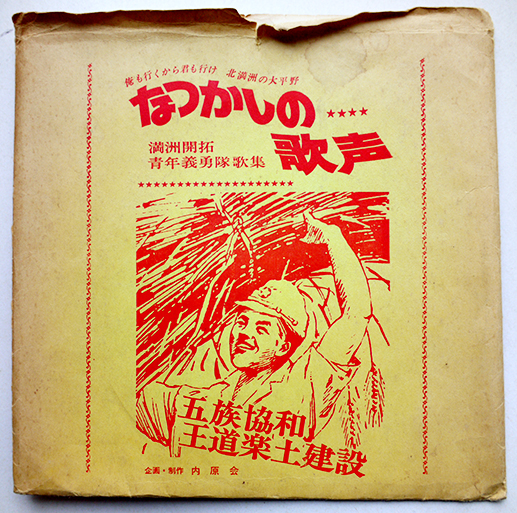 俺も行くから君も行け　北満洲の大平野
なつかしの
★★★★
歌声
満洲開拓
青年義勇隊歌集
★★★★★★★★★★★★★★★★★★★★
五族協和
王道楽土建設
企画・制作 内原会